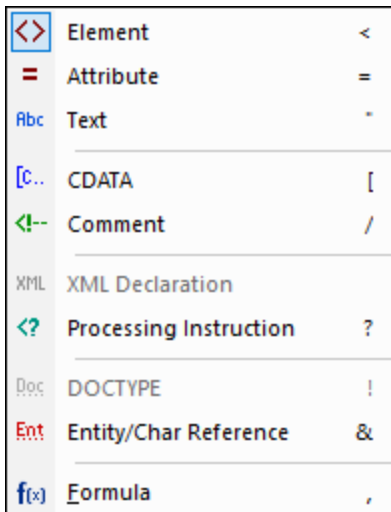 <> Element <
= Attribute =
Abc Text "
[C.. CDATA [
<!-- Comment /
XML XML Declaration
<? Processing Instruction ?
Doc DOCTYPE !
Ent Entity/Char Reference &
f(x) Formula ,